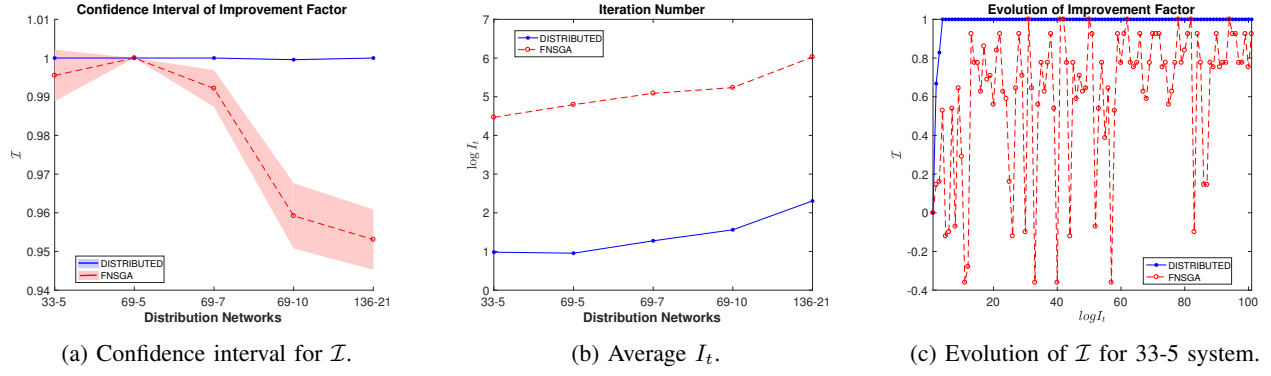 Confidence Interval of Improvement Factor
1.01
1
0.99
0.98
0.97
0.96
0.95
0.94
ℐ
DISTRIBUTED
FNSGA
33-5 69-5 69-7 69-10 136-21
Distribution Networks
(a) Confidence interval for ℐ.
Iteration Number
7
6
5
4
3
2
1
0
log I_t
DISTRIBUTED
FNSGA
33-5 69-5 69-7 69-10 136-21
Distribution Networks
(b) Average I_t.
Evolution of Improvement Factor
1
0.8
0.6
0.4
0.2
0
-0.2
-0.4
ℐ
DISTRIBUTED
FNSGA
20 40 60 80 100
logI_t
(c) Evolution of ℐ for 33-5 system.